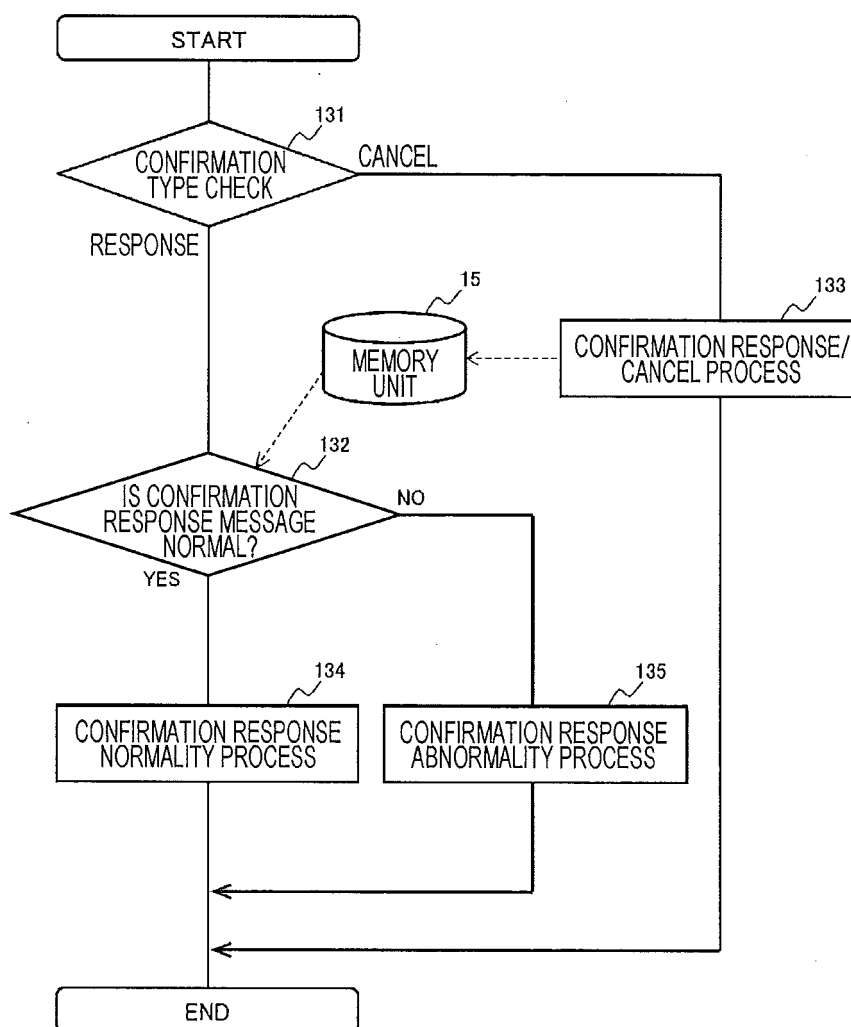 START
131
CONFIRMATION
TYPE CHECK
CANCEL
RESPONSE
15
MEMORY
UNIT
133
CONFIRMATION RESPONSE/
CANCEL PROCESS
132
IS CONFIRMATION
RESPONSE MESSAGE
NORMAL?
NO
YES
134
CONFIRMATION RESPONSE
NORMALITY PROCESS
135
CONFIRMATION RESPONSE
ABNORMALITY PROCESS
END